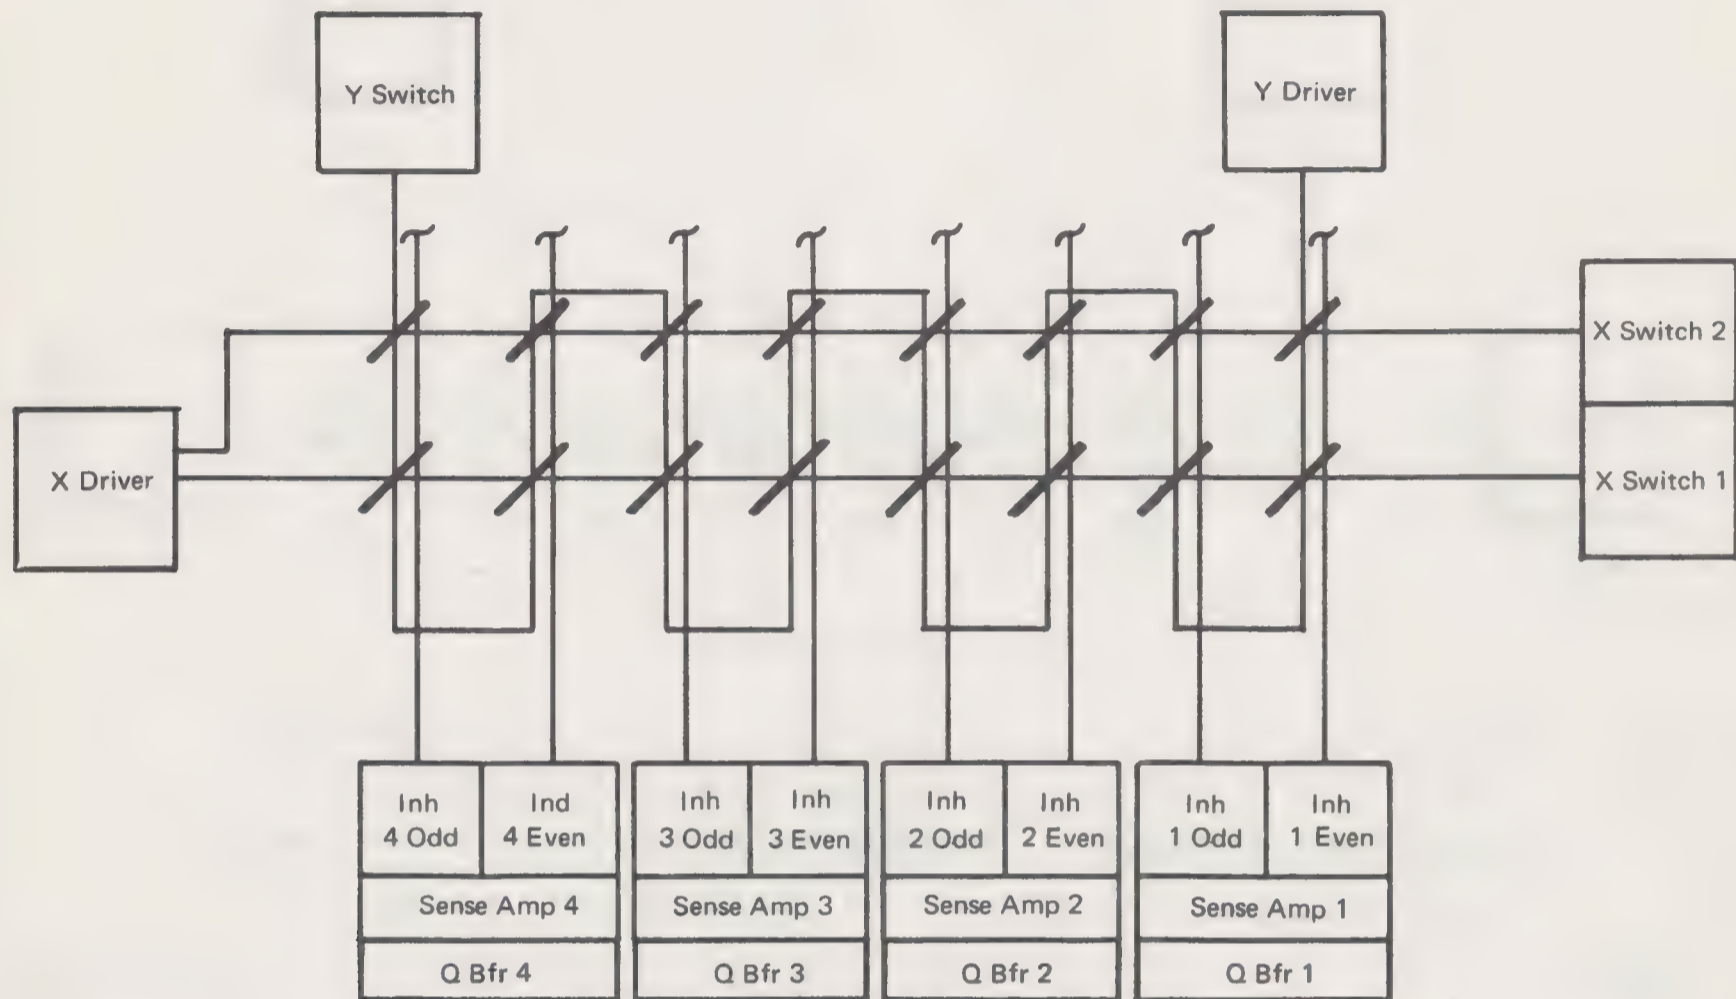 Y Switch
Y Driver
X Switch 2
X Driver
X Switch 1
Inh
4 Odd
Ind
4 Even
Inh
3 Odd
Inh
3 Even
Inh
2 Odd
Inh
2 Even
Inh
1 Odd
Inh
1 Even
Sense Amp 4
Sense Amp 3
Sense Amp 2
Sense Amp 1
Q Bfr 4
Q Bfr 3
Q Bfr 2
Q Bfr 1